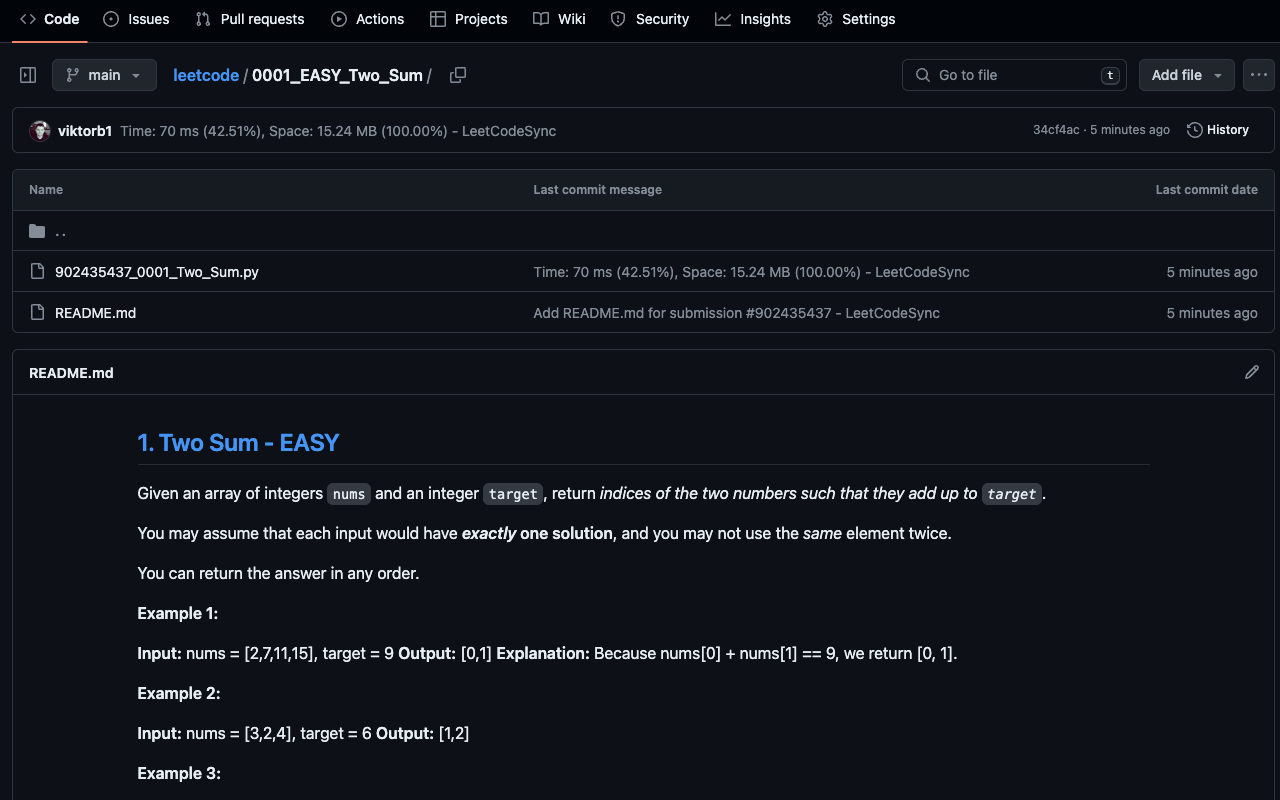 Code Issues Pull requests Actions Projects Wiki Security Insights Settings
main leetcode / 0001_EASY_Two_Sum / Go to file t Add file
viktorb1 Time: 70 ms (42.51%), Space: 15.24 MB (100.00%) - LeetCodeSync 34cf4ac · 5 minutes ago History
Name Last commit message Last commit date
..
902435437_0001_Two_Sum.py Time: 70 ms (42.51%), Space: 15.24 MB (100.00%) - LeetCodeSync 5 minutes ago
README.md Add README.md for submission #902435437 - LeetCodeSync 5 minutes ago
README.md
1. Two Sum - EASY
Given an array of integers nums and an integer target, return indices of the two numbers such that they add up to target.
You may assume that each input would have exactly one solution, and you may not use the same element twice.
You can return the answer in any order.
Example 1:
Input: nums = [2,7,11,15], target = 9 Output: [0,1] Explanation: Because nums[0] + nums[1] == 9, we return [0, 1].
Example 2:
Input: nums = [3,2,4], target = 6 Output: [1,2]
Example 3: